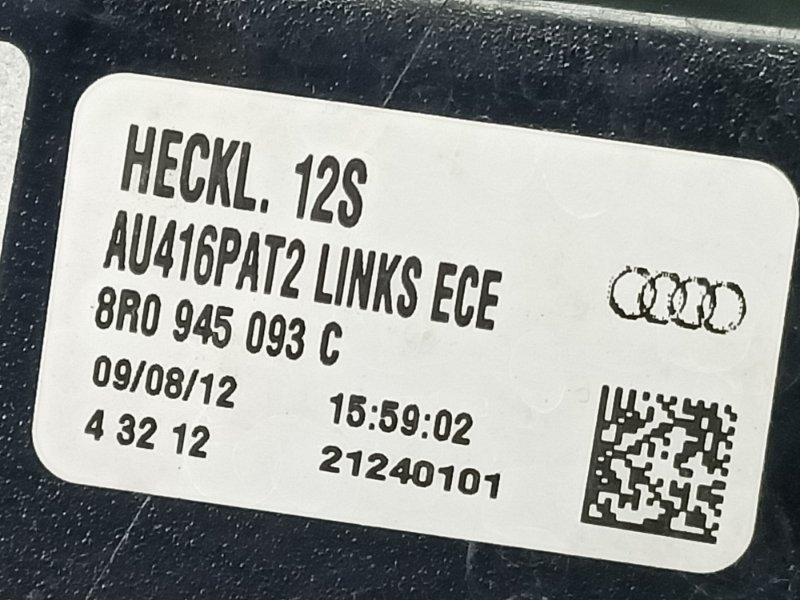 HECKL. 12S
AU416PAT2 LINKS ECE
8R0 945 093 C
09/08/12 15:59:02
4 32 12 21240101